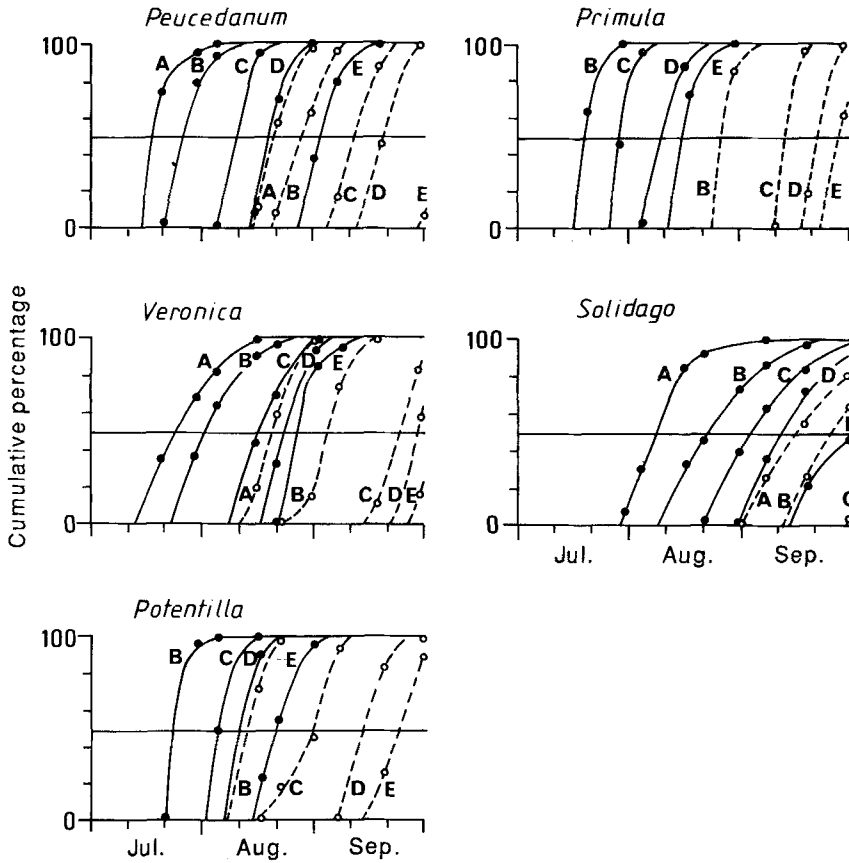 Peucedanum
100
0
A B C D E
A B C D E
Primula
100
0
B C D E
B C D E
Cumulative percentage
Veronica
100
0
A B C D E
A B C D E
Solidago
100
0
A B C D
E
A B C
Jul. Aug. Sep.
Potentilla
100
0
B C D E
B C D E
Jul. Aug. Sep.